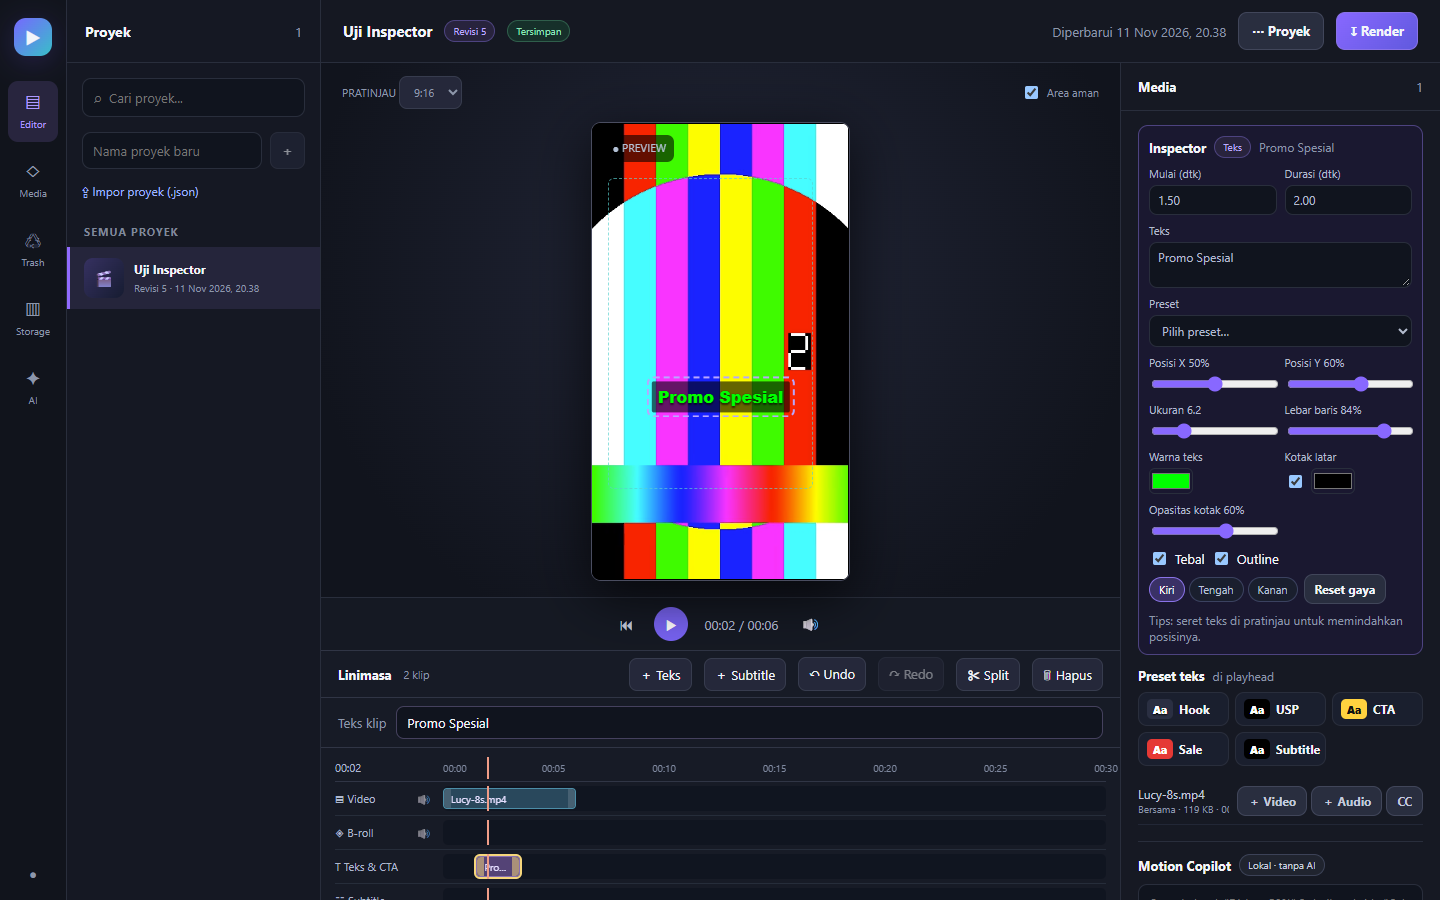 Proyek 1
Uji Inspector Revisi 5 Tersimpan Diperbarui 11 Nov 2026, 20.38 ··· Proyek ↧ Render
Editor
Media
Trash
Storage
AI
Cari proyek...
Nama proyek baru +
Impor proyek (.json)
SEMUA PROYEK
Uji Inspector
Revisi 5 · 11 Nov 2026, 20.38
PRATINJAU 9:16 Area aman
● PREVIEW
2
Promo Spesial
00:02 / 00:06
Linimasa 2 klip + Teks + Subtitle Undo Redo Split Hapus
Teks klip Promo Spesial
00:02 00:00 00:05 00:10 00:15 00:20 00:25 00:30
Video Lucy-8s.mp4
B-roll
T Teks & CTA Pro...
Subtitle
Media 1
Inspector Teks Promo Spesial
Mulai (dtk) Durasi (dtk)
1.50 2.00
Teks
Promo Spesial
Preset
Pilih preset...
Posisi X 50% Posisi Y 60%
Ukuran 6.2 Lebar baris 84%
Warna teks Kotak latar
Opasitas kotak 60%
Tebal Outline
Kiri Tengah Kanan Reset gaya
Tips: seret teks di pratinjau untuk memindahkan
posisinya.
Preset teks di playhead
Aa Hook Aa USP Aa CTA
Aa Sale Aa Subtitle
Lucy-8s.mp4 + Video + Audio CC
Bersama · 119 KB · 0
Motion Copilot Lokal · tanpa AI